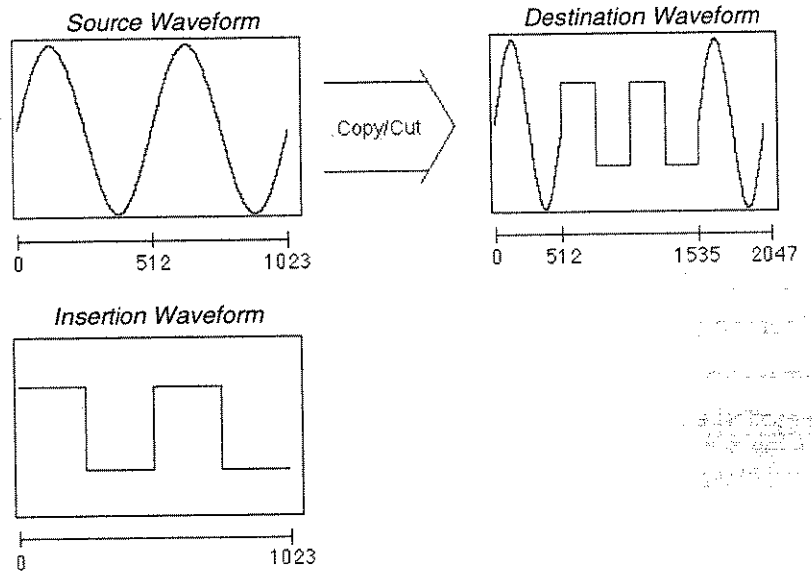 Source Waveform
Destination Waveform
Copy/Cut
0 512 1023
0 512 1535 2047
Insertion Waveform
0 1023